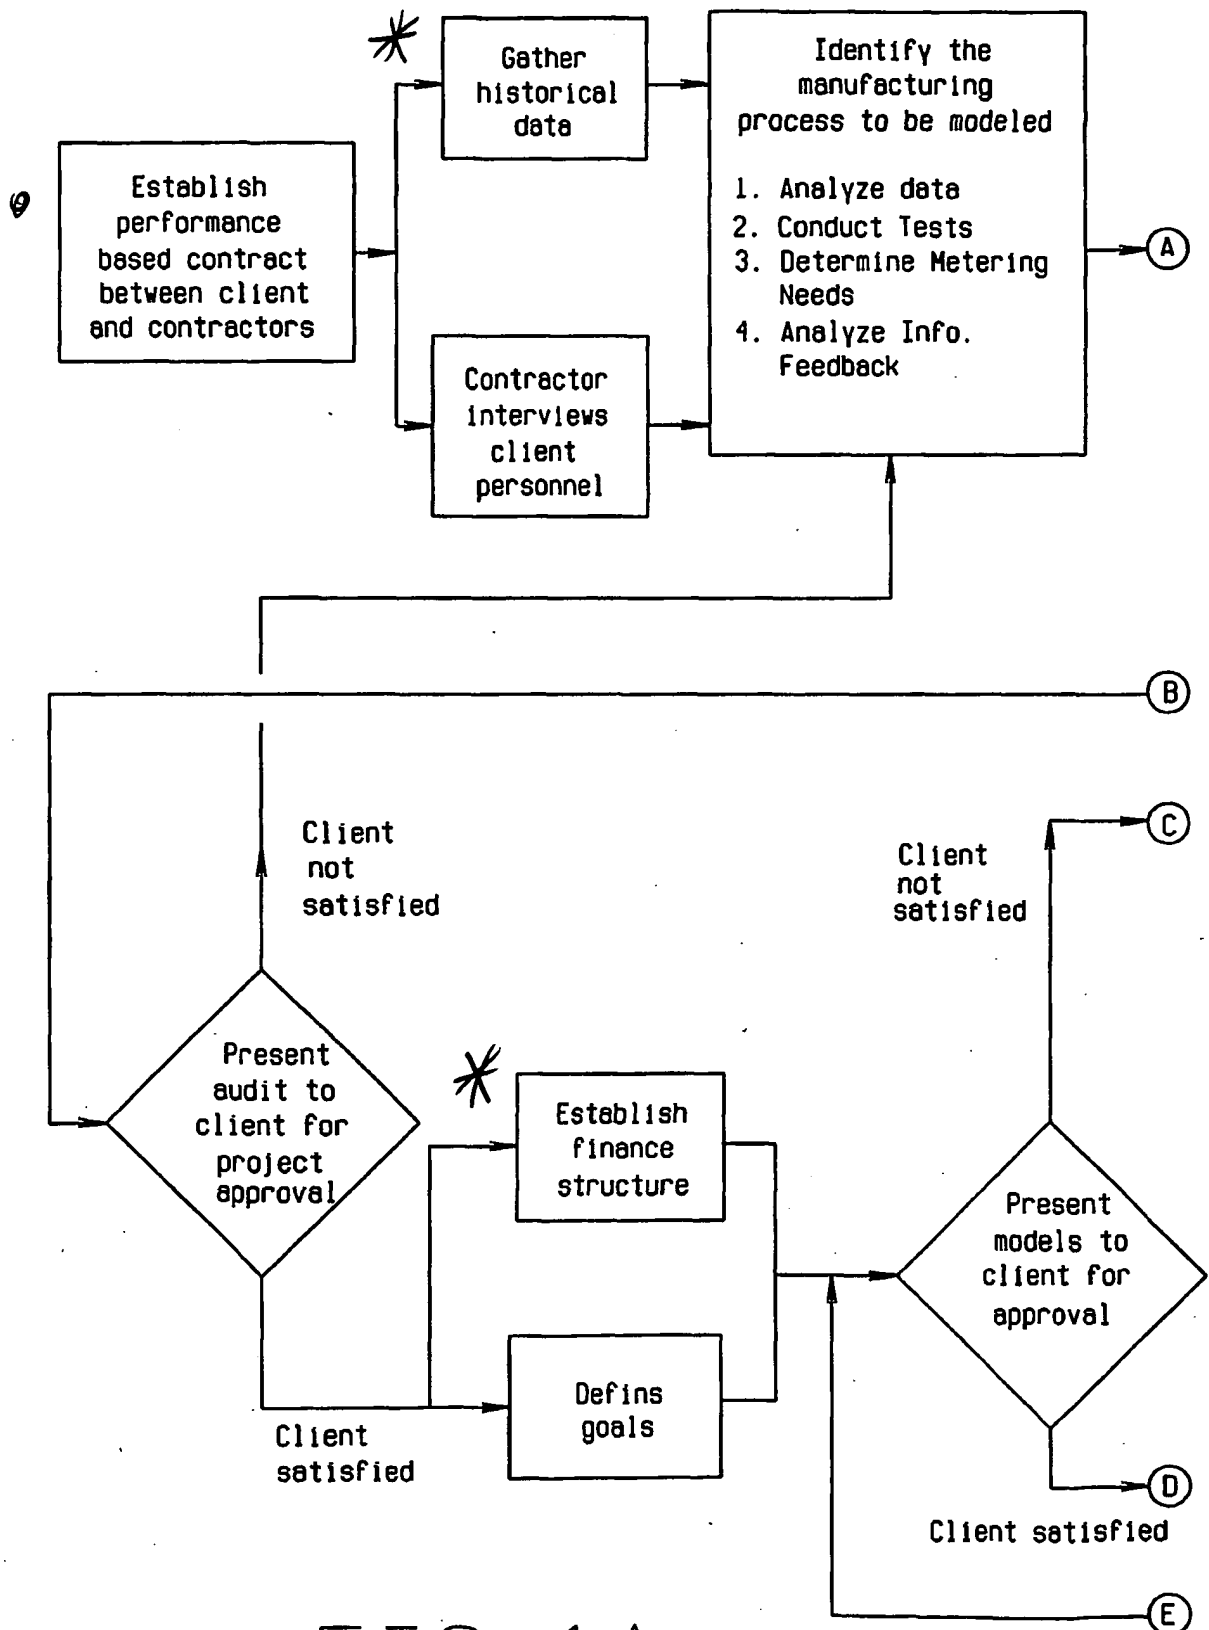 Gather
historical
data
Identify the
manufacturing
process to be modeled
1. Analyze data
2. Conduct Tests
3. Determine Metering
Needs
4. Analyze Info.
Feedback
Establish
performance
based contract
between client
and contractors
A
Contractor
interviews
client
personnel
B
Client
not
satisfied
C
Client
not
satisfied
Present
audit to
client for
project
approval
Establish
finance
structure
Present
models to
client for
approval
Defins
goals
Client
satisfied
D
Client satisfied
E